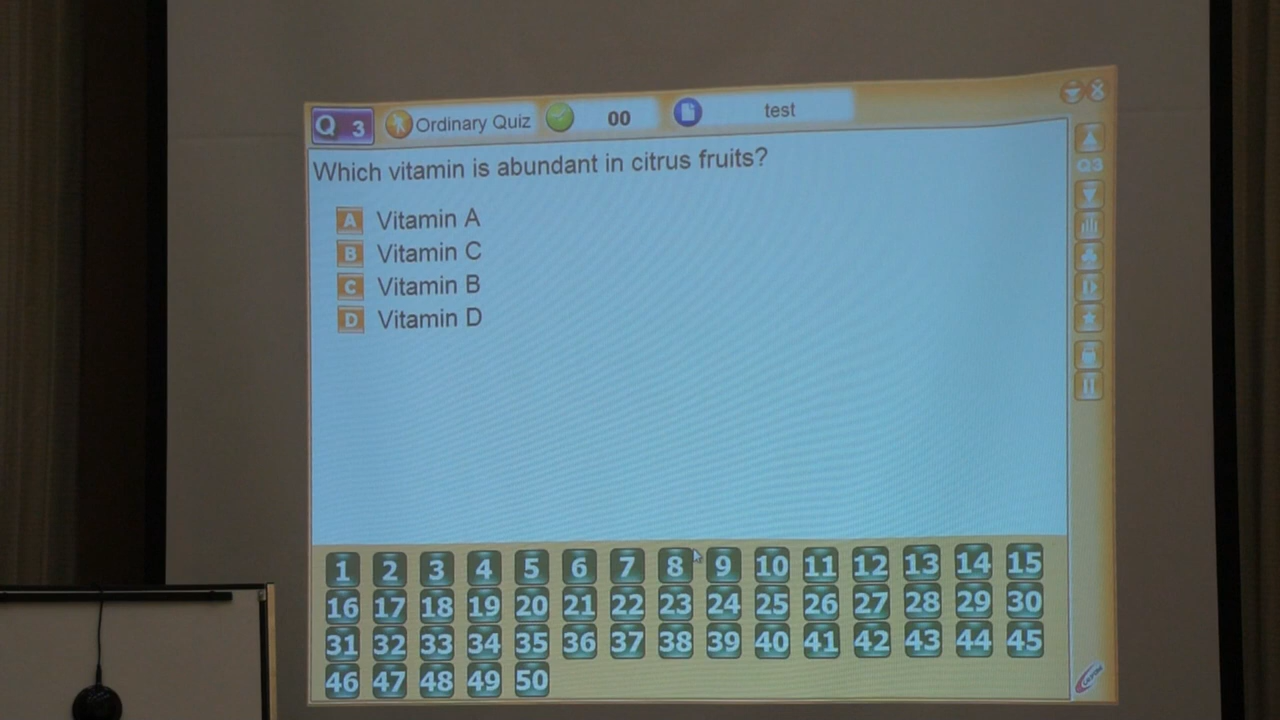 Q 3 Ordinary Quiz 00 test
Which vitamin is abundant in citrus fruits?
A Vitamin A
B Vitamin C
C Vitamin B
D Vitamin D
Q3
1 2 3 4 5 6 7 8 9 10 11 12 13 14 15
16 17 18 19 20 21 22 23 24 25 26 27 28 29 30
31 32 33 34 35 36 37 38 39 40 41 42 43 44 45
46 47 48 49 50